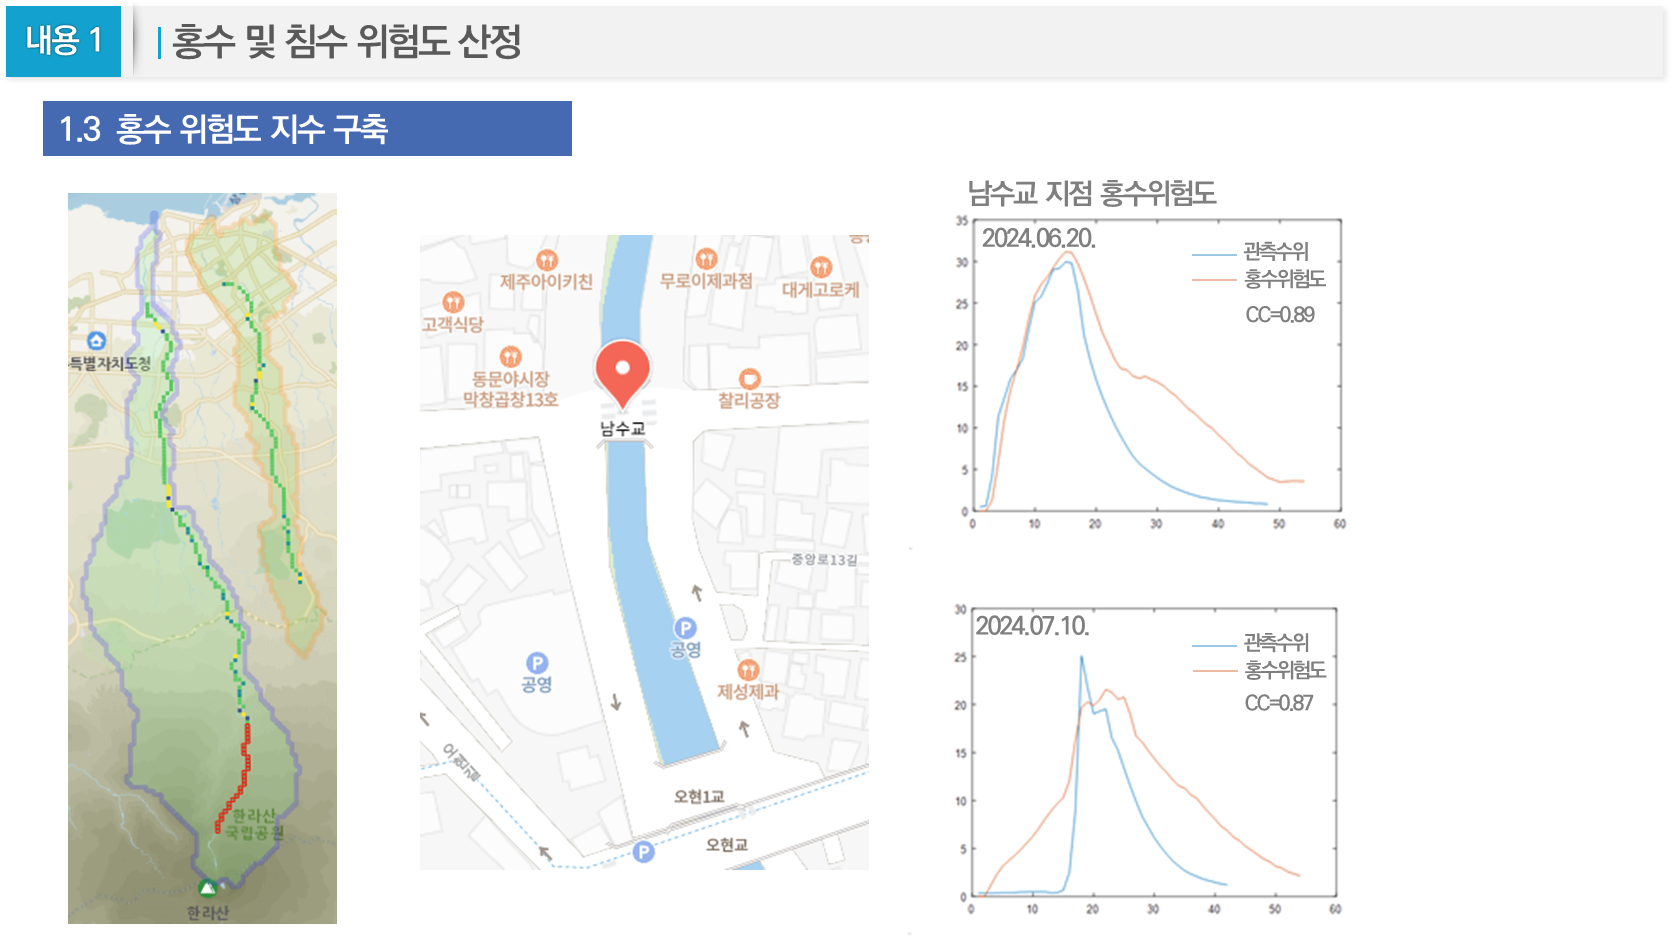 내용 1
홍수 및 침수 위험도 산정
1.3 홍수 위험도 지수 구축
특별자치도청
한라산
국립공원
한라산
제주아이키친
무로이제과점
대게고로케
고객식당
동문야시장
막창곱창13호
찰리공장
남수교
중앙로13길
P
공영
P
공영
제성제과
오현1교
오현교
P
남수교 지점 홍수위험도
35
30
25
20
15
10
5
0
2024.06.20.
관측수위
홍수위험도
CC=0.89
0 10 20 30 40 50 60
30
25
20
15
10
5
0
2024.07.10.
관측수위
홍수위험도
CC=0.87
0 10 20 30 40 50 60